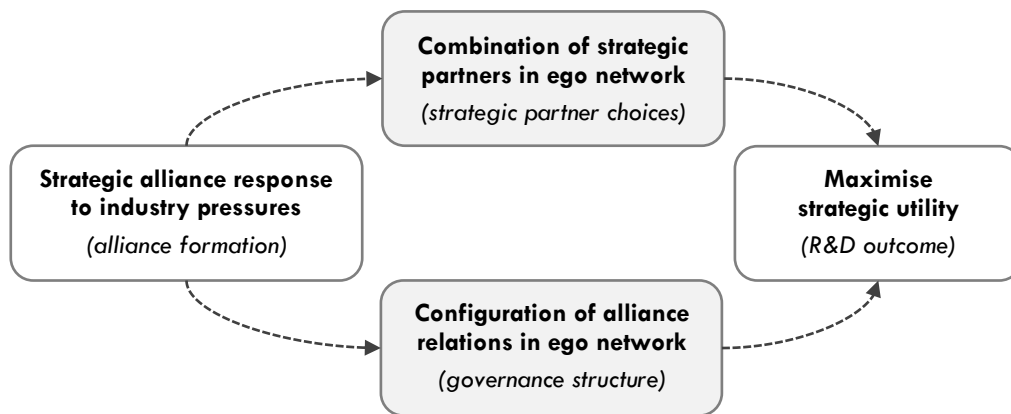 Combination of strategic
partners in ego network
(strategic partner choices)
Strategic alliance response
to industry pressures
(alliance formation)
Maximise
strategic utility
(R&D outcome)
Configuration of alliance
relations in ego network
(governance structure)